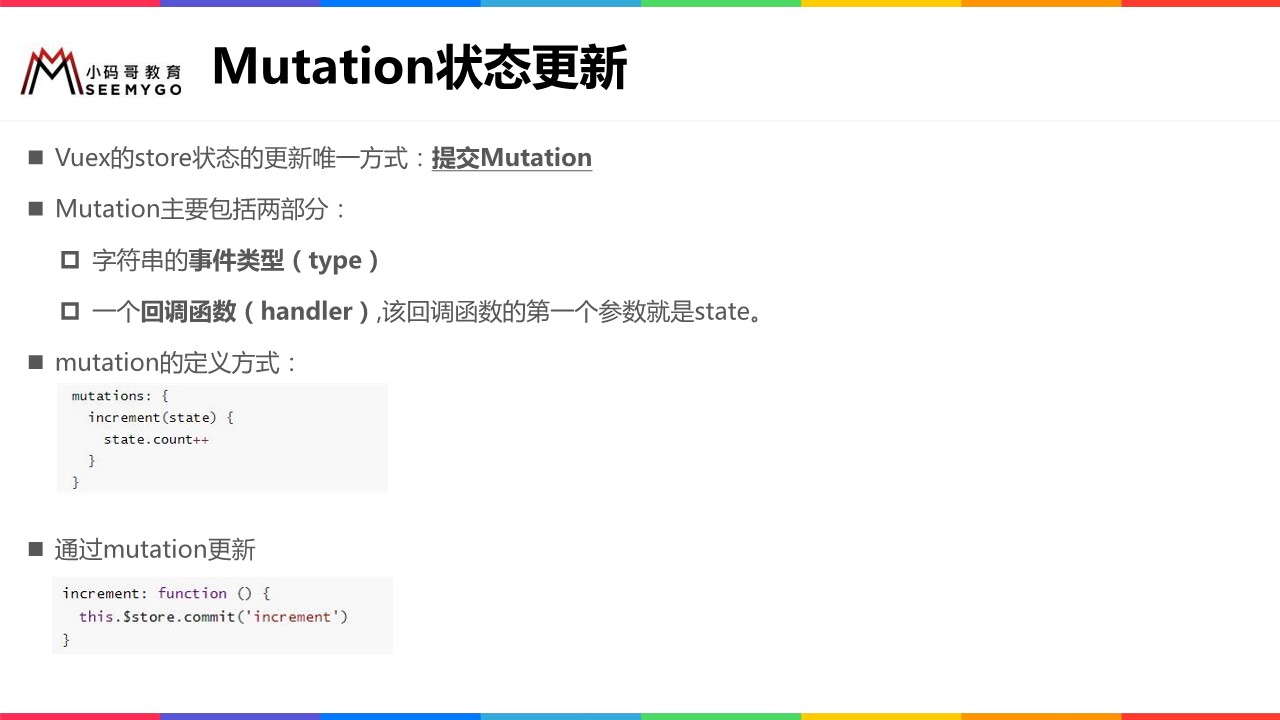 小码哥教育
SEEMYGO
Mutation状态更新
Vuex的store状态的更新唯一方式：提交Mutation
Mutation主要包括两部分：
字符串的事件类型（type）
一个回调函数（handler）,该回调函数的第一个参数就是state。
mutation的定义方式：
mutations: {
  increment(state) {
    state.count++
  }
}
通过mutation更新
increment: function () {
  this.$store.commit('increment')
}